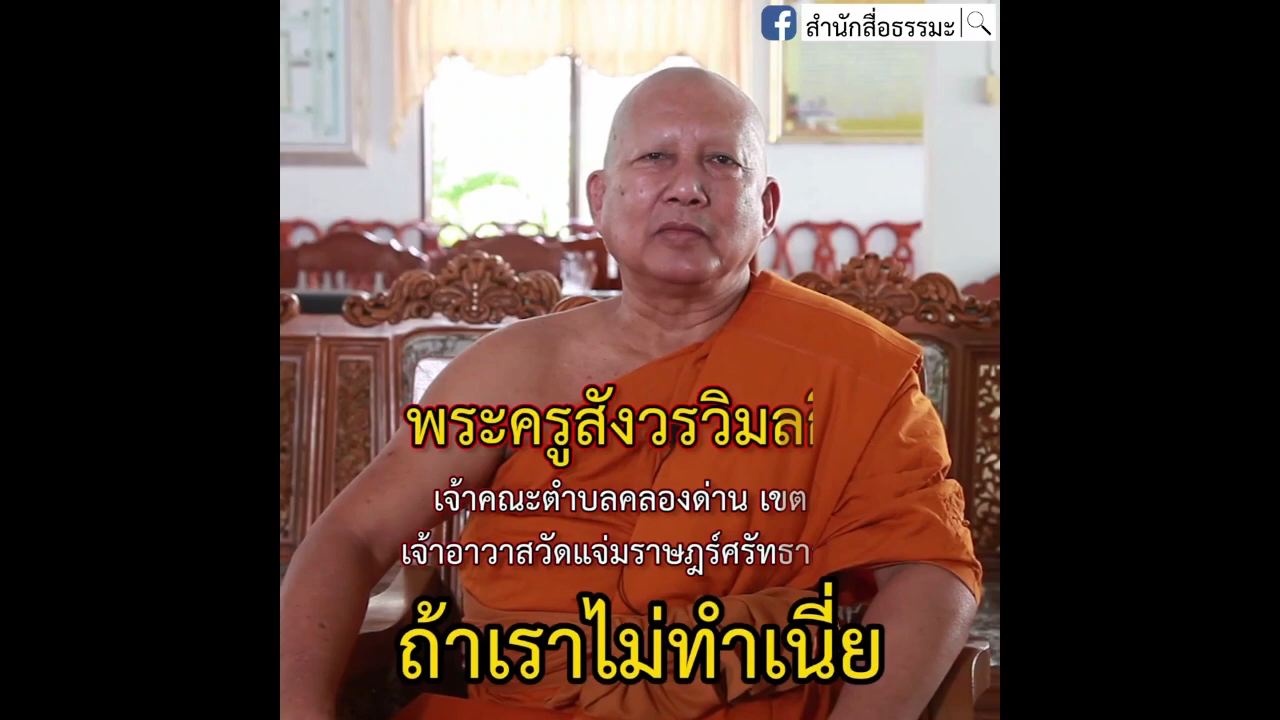 สำนักสื่อธรรมะ
พระครูสังวรวิมล
เจ้าคณะตำบลคลองด่าน เขต
เจ้าอาวาสวัดแจ่มราษฎร์ศรัทธา
ถ้าเราไม่ทำเนี่ย